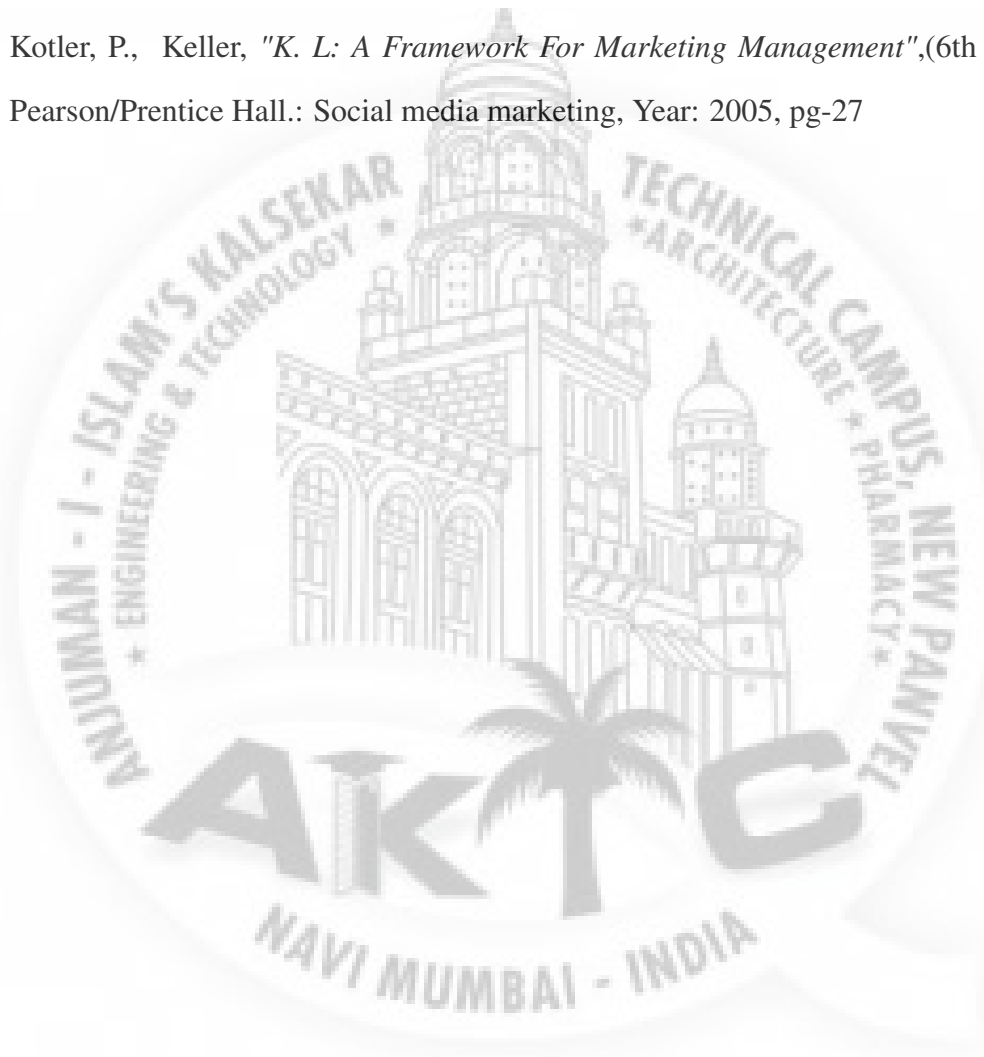 Kotler, P., Keller, "K. L: A Framework For Marketing Management",(6th
Pearson/Prentice Hall.: Social media marketing, Year: 2005, pg-27
ANJUMAN - I - ISLAM'S KALSEKAR TECHNICAL CAMPUS, NEW PANVEL
* ENGINEERING & TECHNOLOGY * *ARCHITECTURE * PHARMACY*
AKTC
NAVI MUMBAI - INDIA